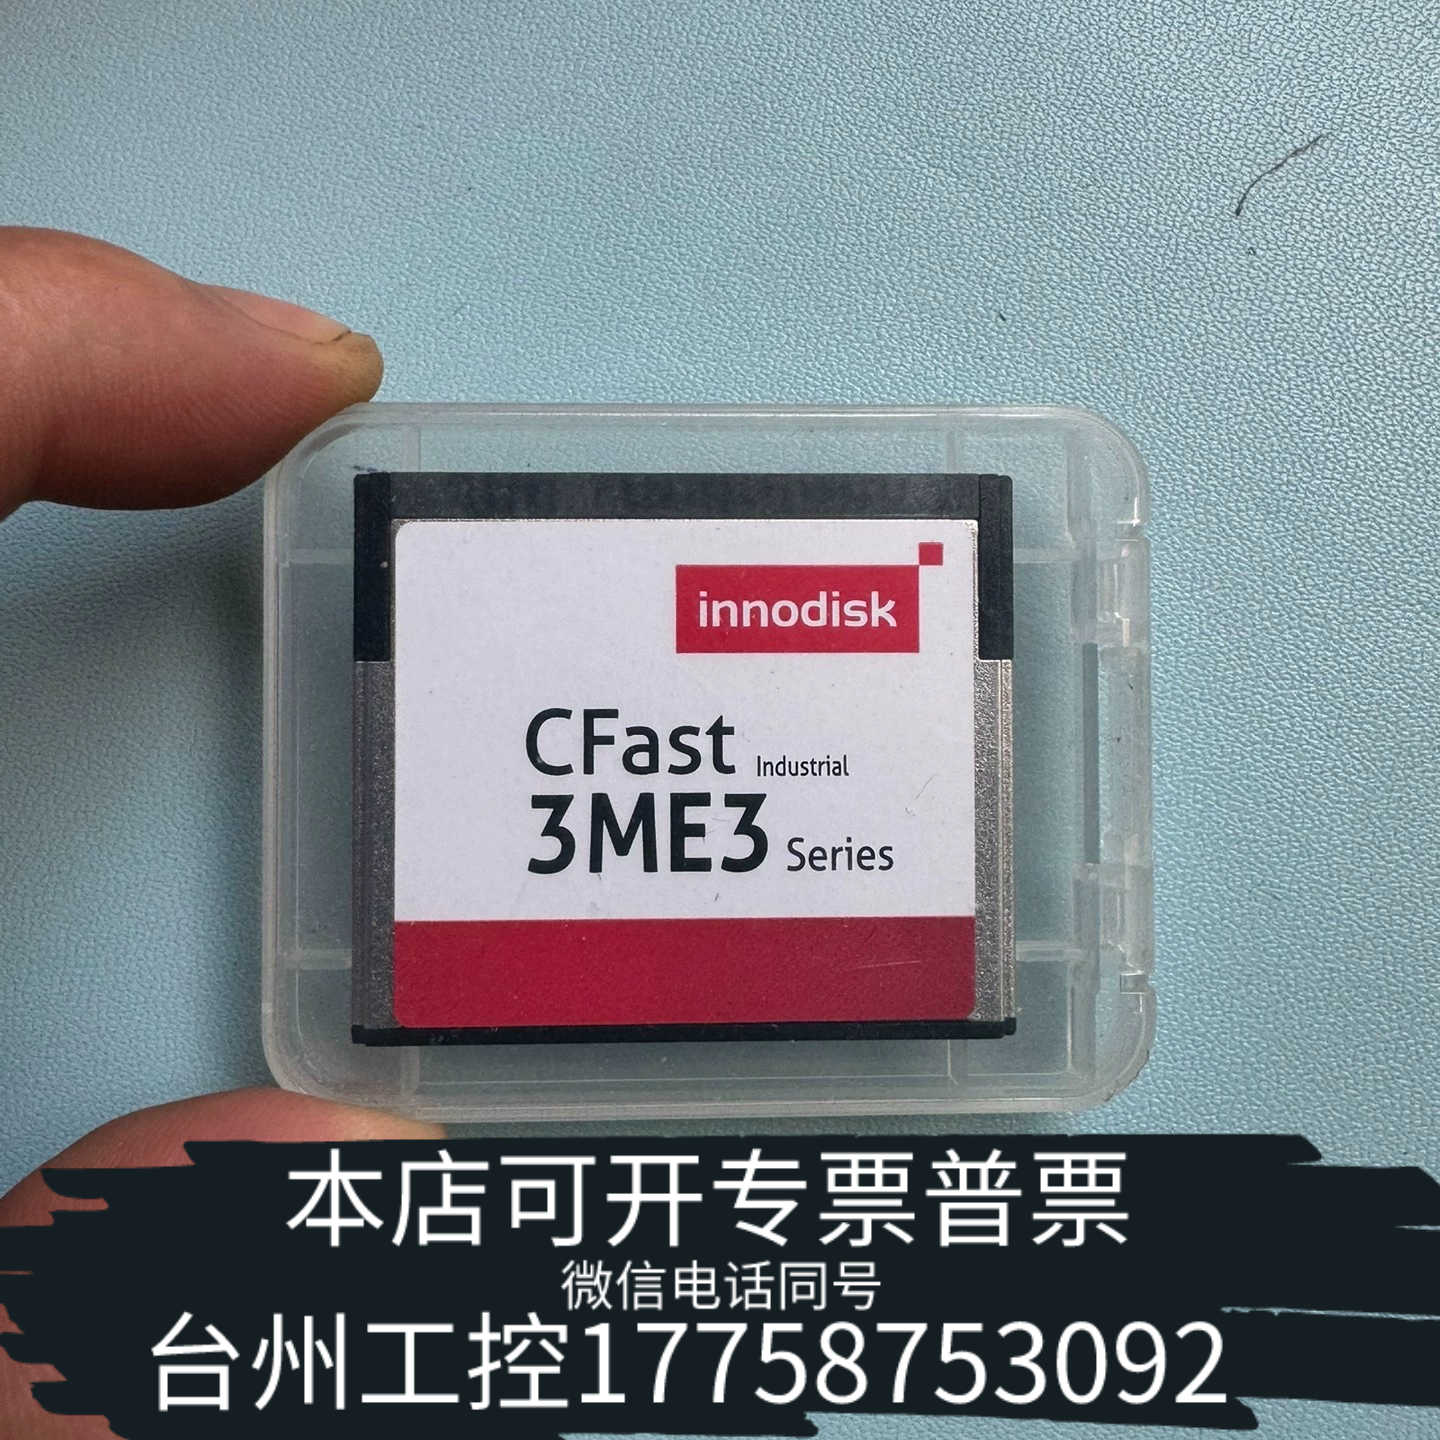 innodisk
CFast Industrial
3ME3 Series
本店可开专票普票
微信电话同号
台州工控17758753092